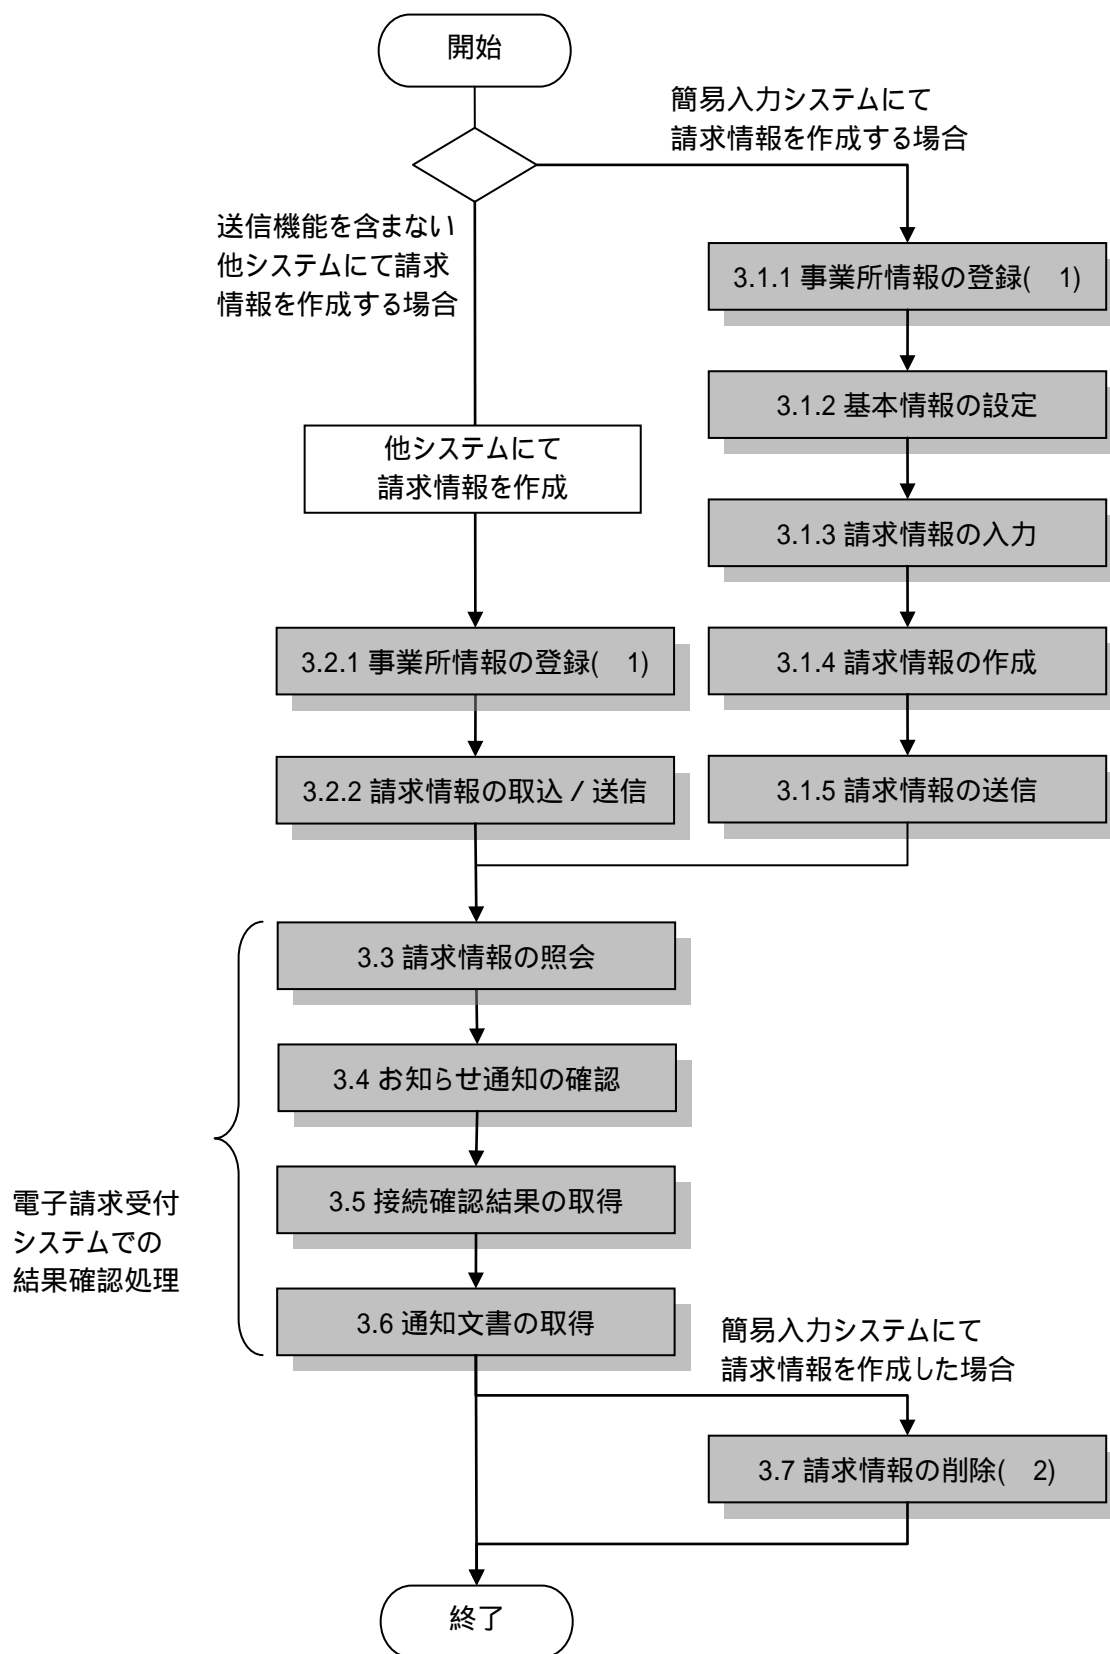 開始
簡易入力システムにて
請求情報を作成する場合
送信機能を含まない
他システムにて請求
情報を作成する場合
3.1.1 事業所情報の登録( 1)
3.1.2 基本情報の設定
他システムにて
請求情報を作成
3.1.3 請求情報の入力
3.2.1 事業所情報の登録( 1)
3.1.4 請求情報の作成
3.2.2 請求情報の取込 / 送信
3.1.5 請求情報の送信
3.3 請求情報の照会
3.4 お知らせ通知の確認
3.5 接続確認結果の取得
電子請求受付
システムでの
結果確認処理
3.6 通知文書の取得
簡易入力システムにて
請求情報を作成した場合
3.7 請求情報の削除( 2)
終了